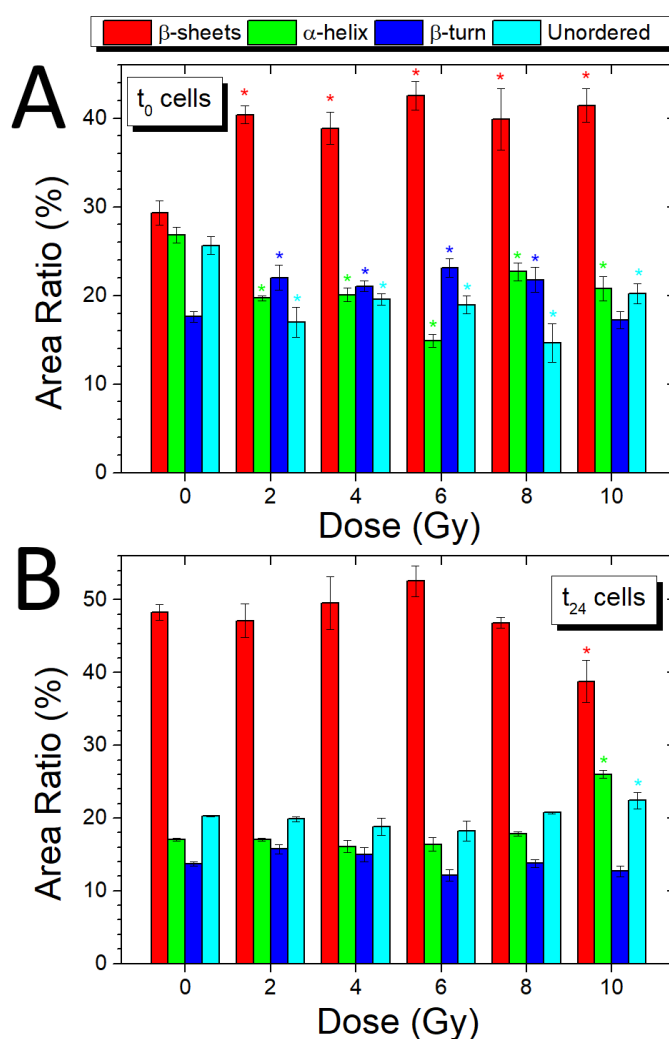 β-sheets α-helix β-turn Unordered
A
t0 cells
* * * * *
40
* * * *
30
* * * * *
20
* * * * *
10
0
Area Ratio (%)
0 2 4 6 8 10
Dose (Gy)
B
t24 cells
50
*
40
30
*
*
20
10
0
Area Ratio (%)
0 2 4 6 8 10
Dose (Gy)